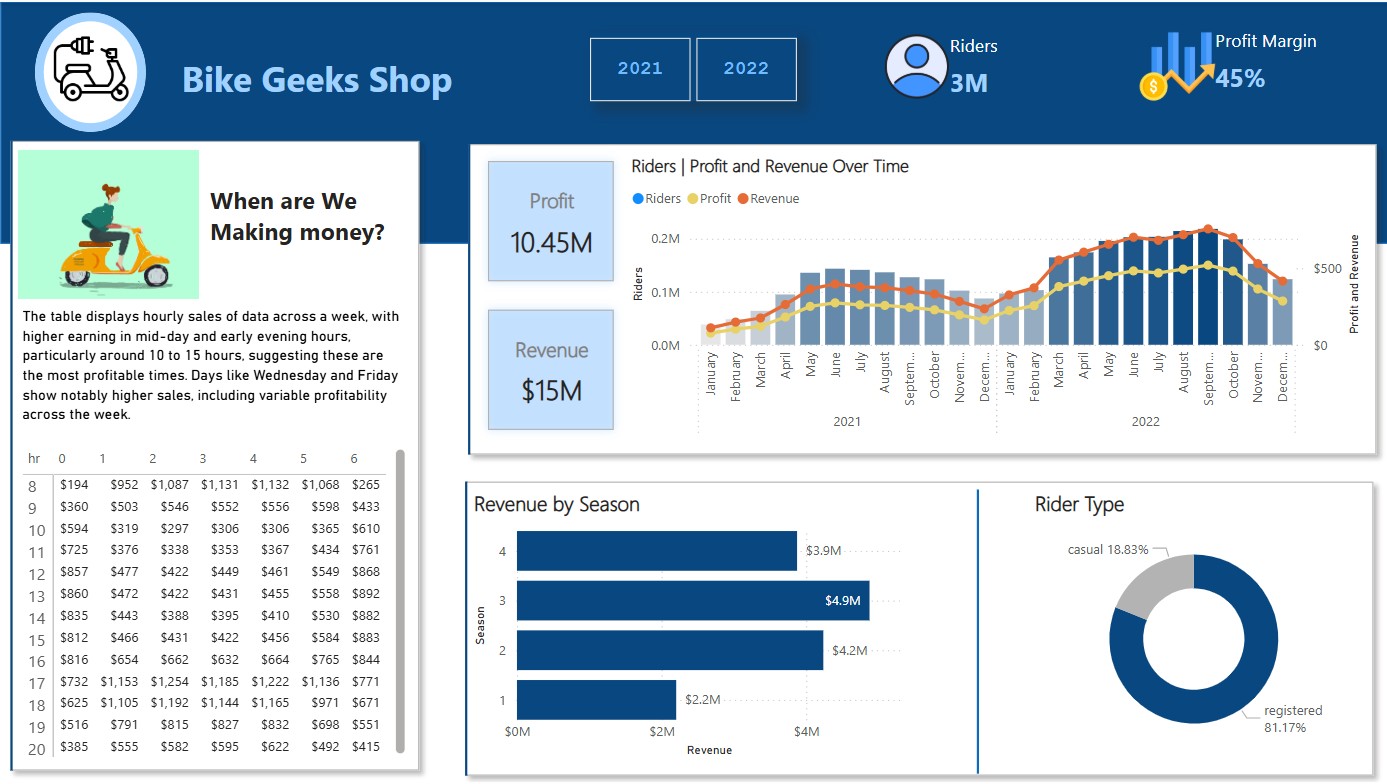 Bike Geeks Shop
2021
2022
Riders
3M
Profit Margin
45%
$
When are We
Making money?
The table displays hourly sales of data across a week, with
higher earning in mid-day and early evening hours,
particularly around 10 to 15 hours, suggesting these are
the most profitable times. Days like Wednesday and Friday
show notably higher sales, including variable profitability
across the week.
hr 0 1 2 3 4 5 6
8 $194 $952 $1,087 $1,131 $1,132 $1,068 $265
9 $360 $503 $546 $552 $556 $598 $433
10 $594 $319 $297 $306 $306 $365 $610
11 $725 $376 $338 $353 $367 $434 $761
12 $857 $477 $422 $449 $461 $549 $868
13 $860 $472 $422 $431 $455 $558 $892
14 $835 $443 $388 $395 $410 $530 $882
15 $812 $466 $431 $422 $456 $584 $883
16 $816 $654 $662 $632 $664 $765 $844
17 $732 $1,153 $1,254 $1,185 $1,222 $1,136 $771
18 $625 $1,105 $1,192 $1,144 $1,165 $971 $671
19 $516 $791 $815 $827 $832 $698 $551
20 $385 $555 $582 $595 $622 $492 $415
Profit
10.45M
Revenue
$15M
Riders | Profit and Revenue Over Time
Riders Profit Revenue
Riders
0.2M
0.1M
0.0M
$500
$0
Profit and Revenue
January
February
March
April
May
June
July
August
Septem...
October
Novem...
Decem...
January
February
March
April
May
June
July
August
Septem...
October
Novem...
Decem...
2021
2022
Revenue by Season
Season
4 $3.9M
3 $4.9M
2 $4.2M
1 $2.2M
$0M $2M $4M
Revenue
Rider Type
casual 18.83%
registered
81.17%